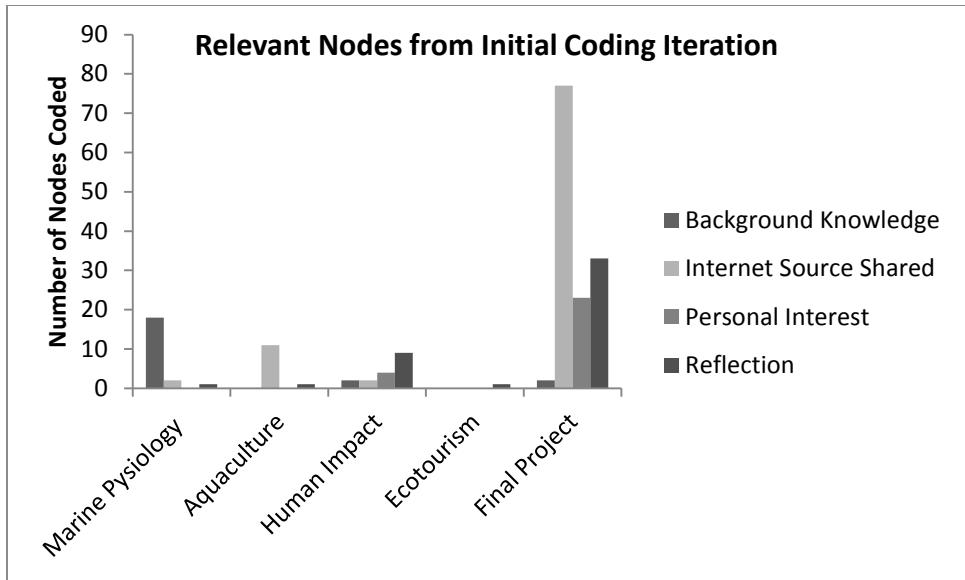 Relevant Nodes from Initial Coding Iteration
Number of Nodes Coded
90
80
70
60
50
40
30
20
10
0
Marine Pysiology
Aquaculture
Human Impact
Ecotourism
Final Project
Background Knowledge
Internet Source Shared
Personal Interest
Reflection